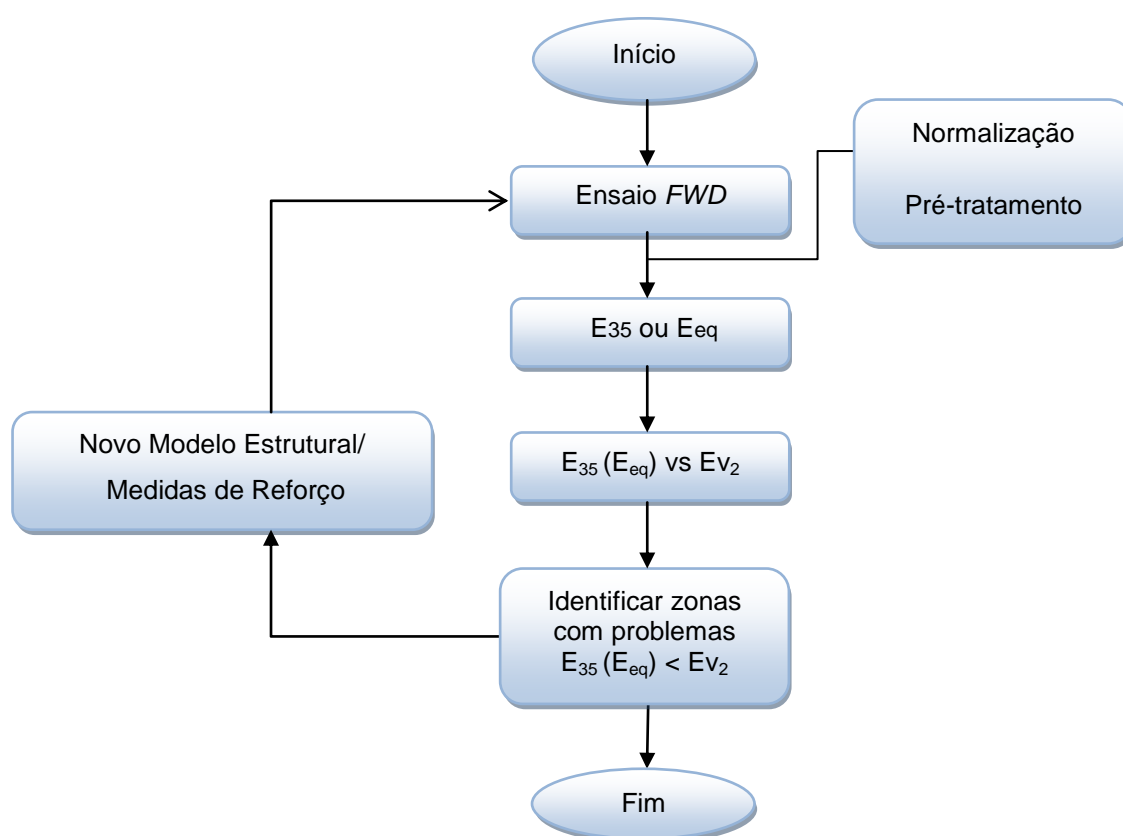 Início
Normalização
Pré-tratamento
Ensaio FWD
E35 ou Eeq
Novo Modelo Estrutural/
Medidas de Reforço
E35 (Eeq) vs Ev2
Identificar zonas
com problemas
E35 (Eeq) < Ev2
Fim